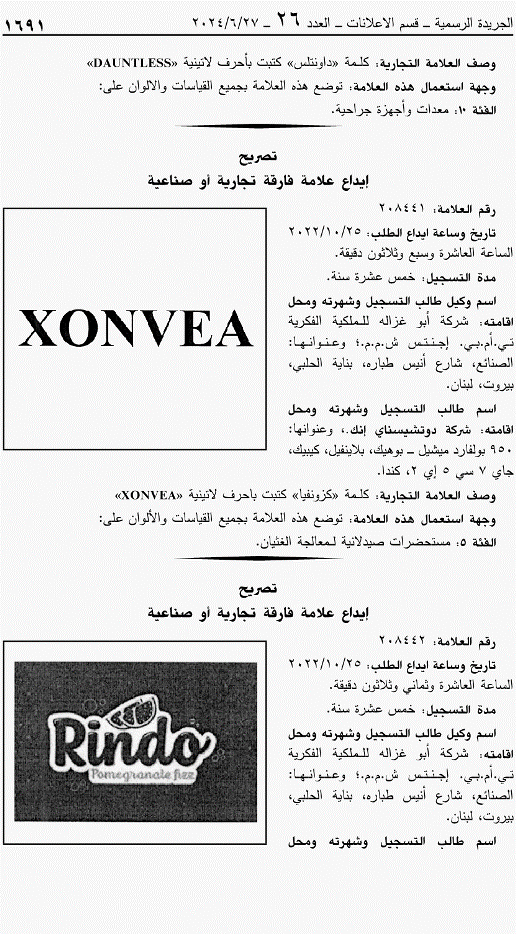 الجريدة الرسمية ــ قسم الاعلانات ــ العدد ٢٦ ــ ٢٠٢٤/٦/٢٧
١٦٩١
وصف العلامة التجارية: كلمة «داونتلس» كتبت بأحرف لاتينية «DAUNTLESS»
وجهة استعمال هذه العلامة: توضع هذه العلامة بجميع القياسات والالوان على:
الفئة ١٠: معدات وأجهزة جراحية.
تصريح
إيداع علامة فارقة تجارية أو صناعية
رقم العلامة: ٢٠٨٤٤١
تاريخ وساعة ايداع الطلب: ٢٠٢٢/١٠/٢٥
الساعة العاشرة وسبع وثلاثون دقيقة.
مدة التسجيل: خمس عشرة سنة.
اسم وكيل طالب التسجيل وشهرته ومحل
اقامته: شركة أبو غزاله للملكية الفكرية
تي.أم.بي. إجنتس ش.م.م.؛ وعنوانها:
الصنائع، شارع أنيس طباره، بناية الحلبي،
بيروت، لبنان.
XONVEA
اسم طالب التسجيل وشهرته ومحل
اقامته: شركة دوتشيسناي إنك.، وعنوانها:
٩٥٠ بولفارد ميشيل ــ بوهيك، بلاينفيل، كيبيك،
جاي ٧ سي ٥ إي ٢، كندا.
وصف العلامة التجارية: كلمة «كزونفيا» كتبت باحرف لاتينية «XONVEA»
وجهة استعمال هذه العلامة: توضع هذه العلامة بجميع القياسات والألوان على:
الفئة ٥: مستحضرات صيدلانية لمعالجة الغثيان.
تصريح
إيداع علامة فارقة تجارية أو صناعية
رقم العلامة: ٢٠٨٤٤٢
تاريخ وساعة ايداع الطلب: ٢٠٢٢/١٠/٢٥
الساعة العاشرة وثماني وثلاثون دقيقة.
مدة التسجيل: خمس عشرة سنة.
اسم وكيل طالب التسجيل وشهرته ومحل
اقامته: شركة أبو غزاله للملكية الفكرية
تي.أم.بي. إجنتس ش.م.م.؛ وعنوانها:
الصنائع، شارع أنيس طباره، بناية الحلبي،
بيروت، لبنان.
Rindo
Pomegranate fizz
اسم طالب التسجيل وشهرته ومحل